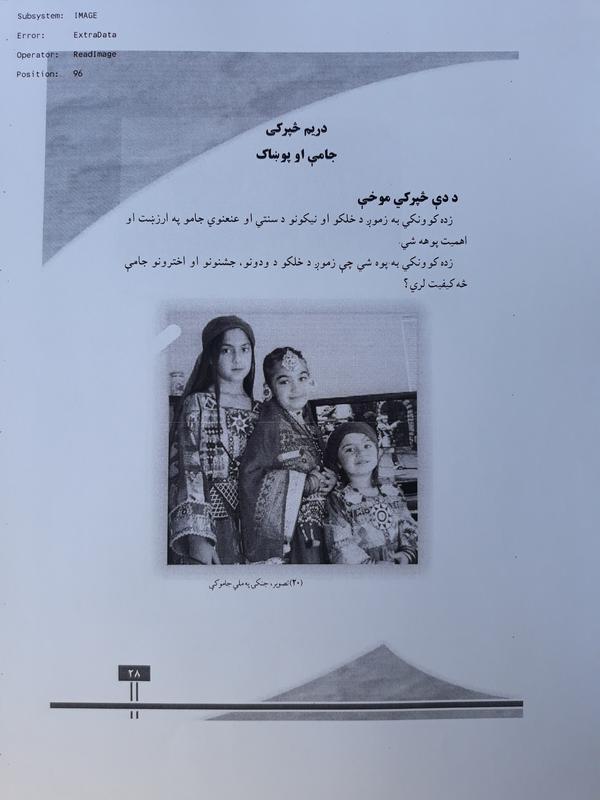 Subsystem: IMAGE
Error: ExtraData
Operator: ReadImage
Position: 96
دریم څپرکی
جامې او پوښاک
د دې څپرکي موخې
زده کوونکي به زموږ د خلکو او نیکونو د سنتي او عنعنوي جامو په ارزښت او
اهمیت پوهه شي.
زده کوونکي به پوه شي چې زموږ د خلکو د ودونو، جشنونو او اخترونو جامې
څه کیفیت لري؟
(۲۰) تصویر، جنکۍ په ملي جاموکې
۲۸